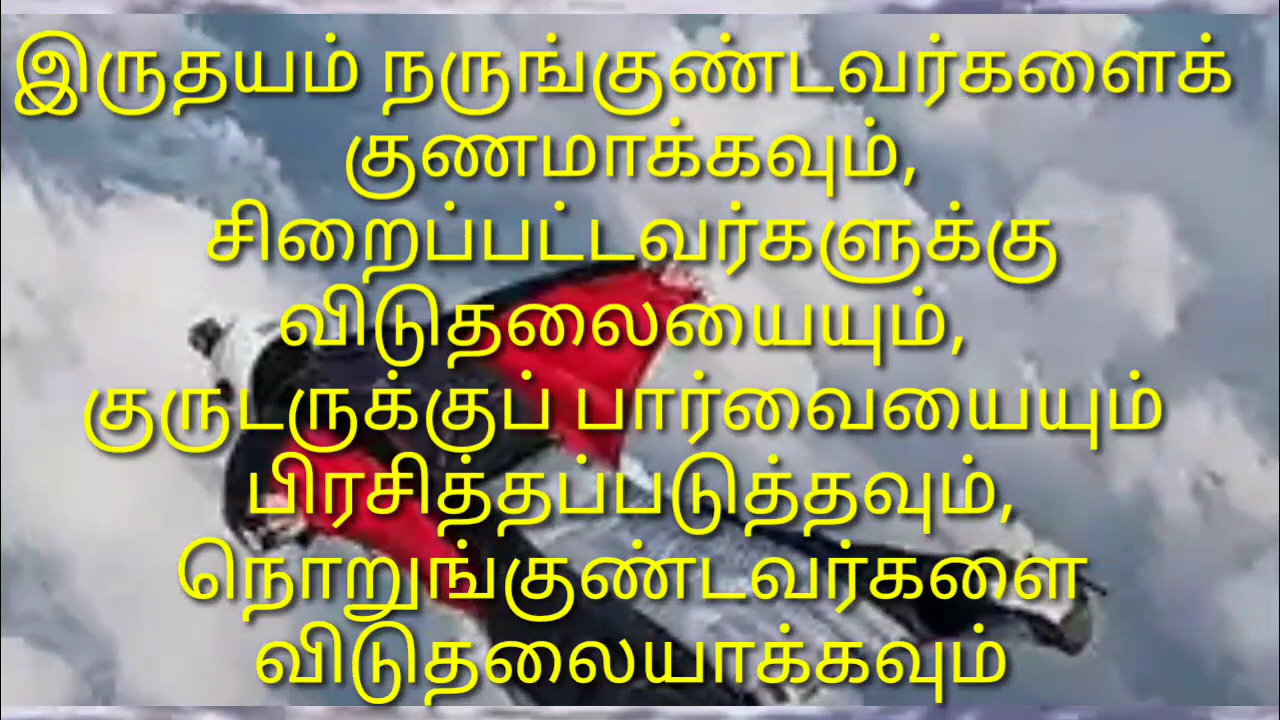 இருதயம் நருங்குண்டவர்களைக்
குணமாக்கவும்,
சிறைப்பட்டவர்களுக்கு
விடுதலையையும்,
குருடருக்குப் பார்வையையும்
பிரசித்தப்படுத்தவும்,
நொறுங்குண்டவர்களை
விடுதலையாக்கவும்